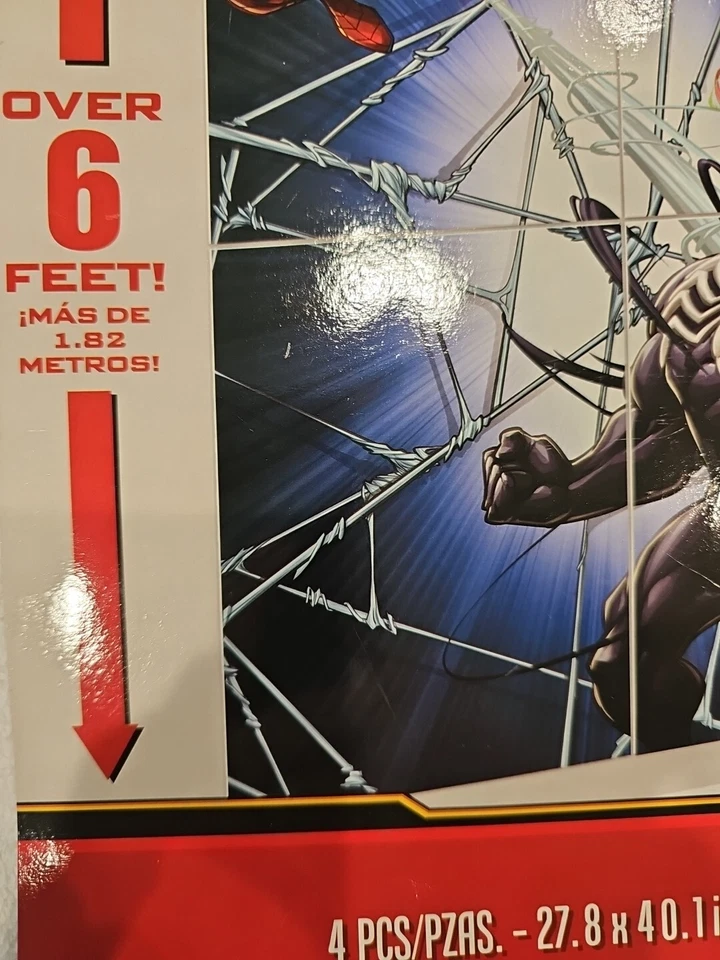 OVER
6
FEET!
¡MÁS DE
1.82
METROS!
4 PCS/PZAS. - 27.8 x 40.1 i